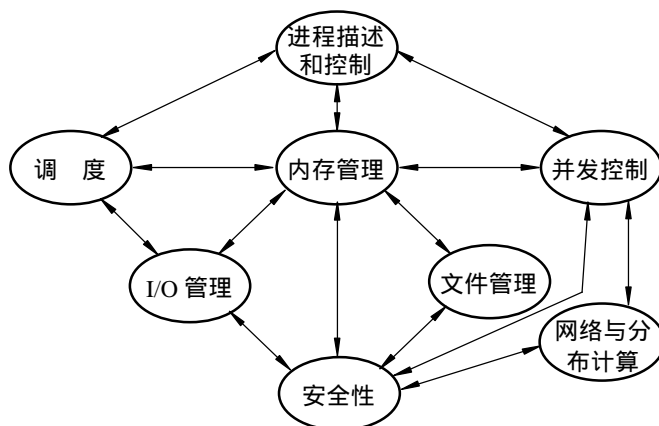 进程描述
和控制
调 度
内存管理
并发控制
I/O 管理
文件管理
网络与分
布计算
安全性